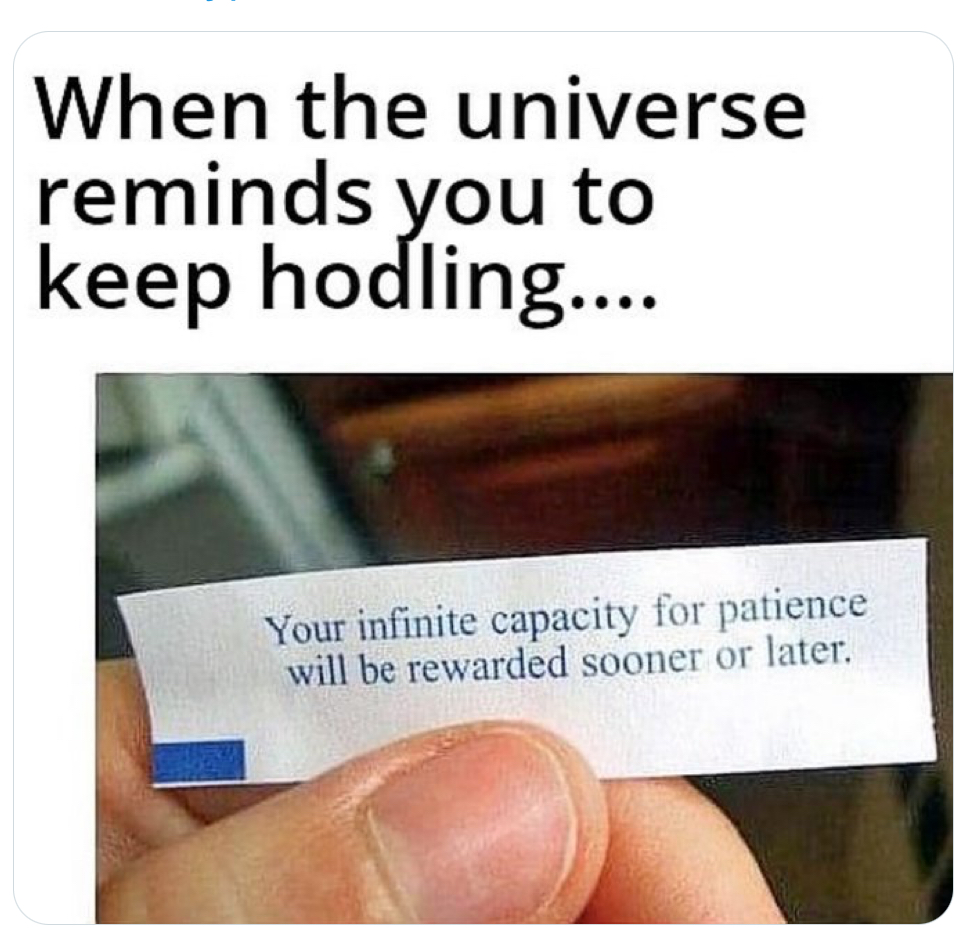 When the universe
reminds you to
keep hodling....
Your infinite capacity for patience
will be rewarded sooner or later.